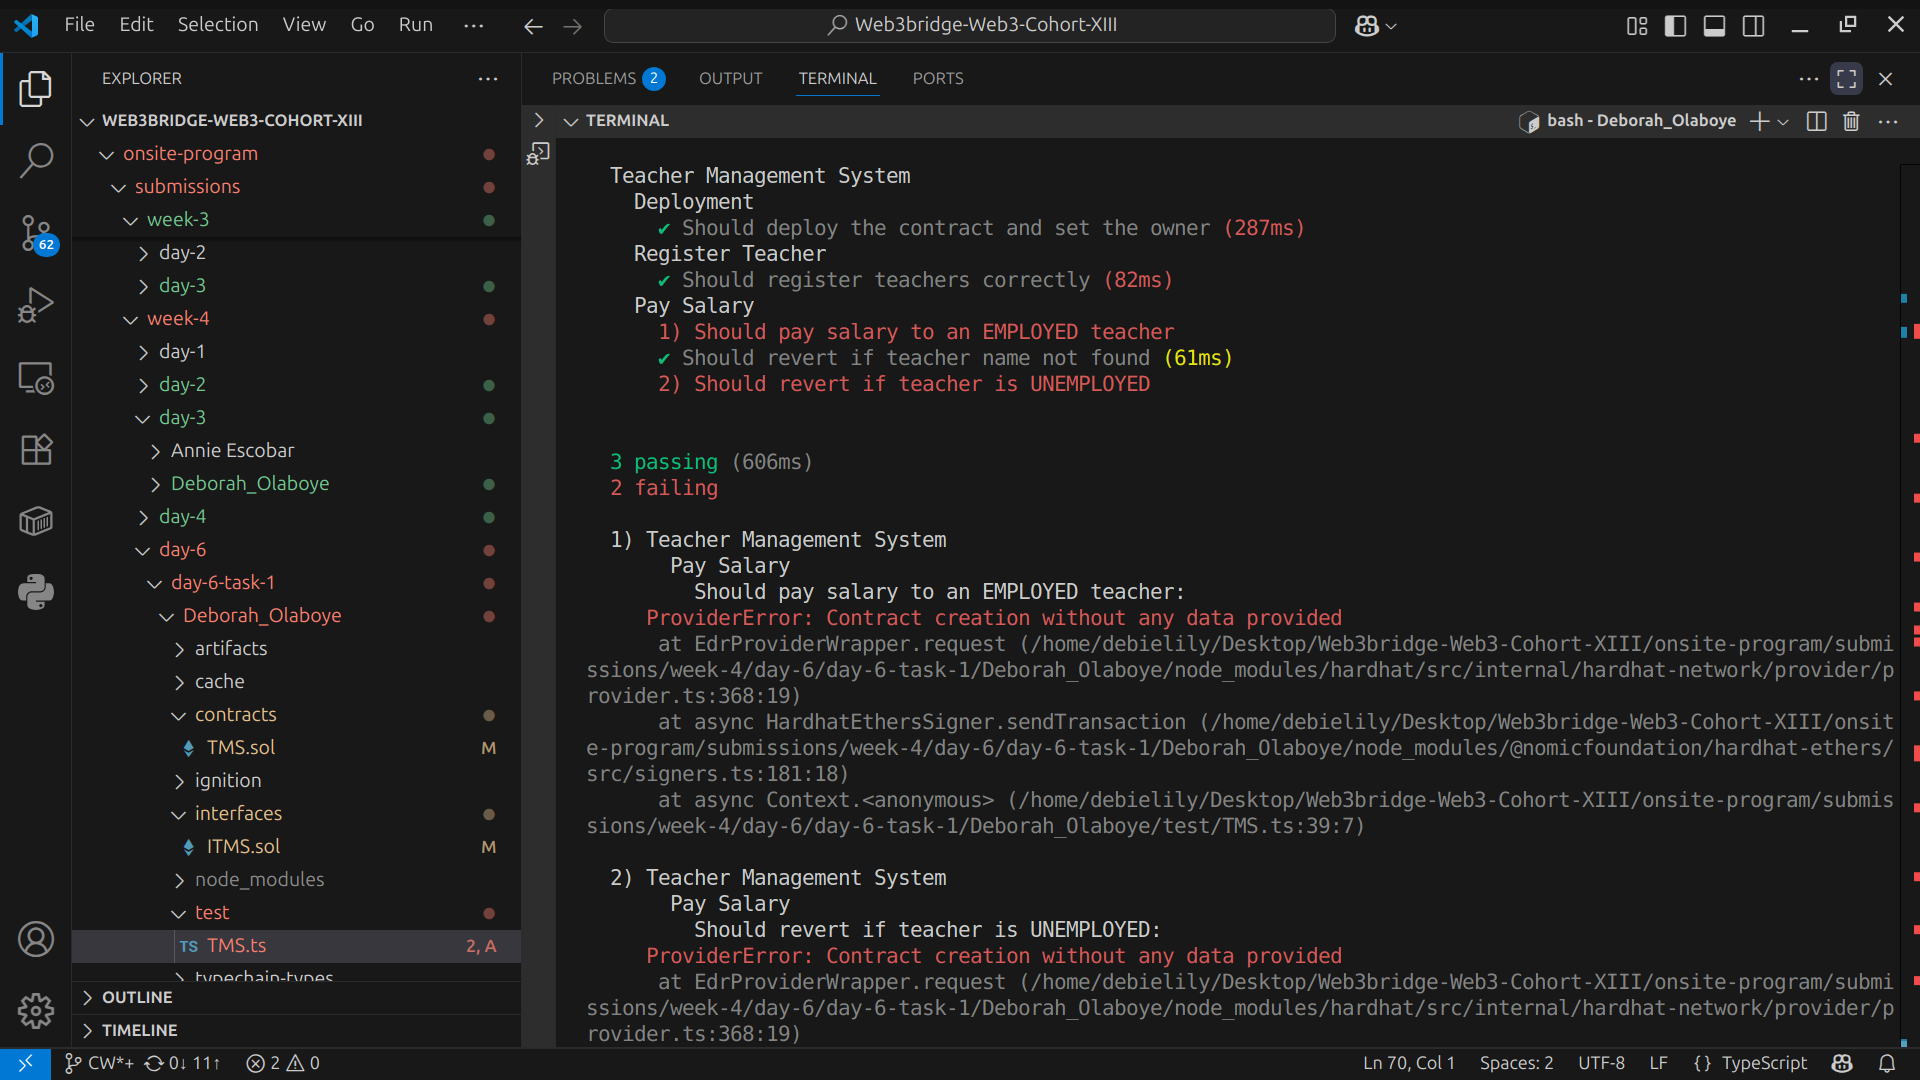 File Edit Selection View Go Run ···
Web3bridge-Web3-Cohort-XIII
EXPLORER
WEB3BRIDGE-WEB3-COHORT-XIII
onsite-program
submissions
week-3
day-2
day-3
week-4
day-1
day-2
day-3
Annie Escobar
Deborah_Olaboye
day-4
day-6
day-6-task-1
Deborah_Olaboye
artifacts
cache
contracts
TMS.sol M
ignition
interfaces
ITMS.sol M
node_modules
test
TS TMS.ts 2, A
typechain-types
OUTLINE
TIMELINE
62
PROBLEMS 2 OUTPUT TERMINAL PORTS
TERMINAL
bash - Deborah_Olaboye
Teacher Management System
Deployment
✔ Should deploy the contract and set the owner (287ms)
Register Teacher
✔ Should register teachers correctly (82ms)
Pay Salary
1) Should pay salary to an EMPLOYED teacher
✔ Should revert if teacher name not found (61ms)
2) Should revert if teacher is UNEMPLOYED
3 passing (606ms)
2 failing
1) Teacher Management System
Pay Salary
Should pay salary to an EMPLOYED teacher:
ProviderError: Contract creation without any data provided
at EdrProviderWrapper.request (/home/debielily/Desktop/Web3bridge-Web3-Cohort-XIII/onsite-program/submi
ssions/week-4/day-6/day-6-task-1/Deborah_Olaboye/node_modules/hardhat/src/internal/hardhat-network/provider/p
rovider.ts:368:19)
at async HardhatEthersSigner.sendTransaction (/home/debielily/Desktop/Web3bridge-Web3-Cohort-XIII/onsit
e-program/submissions/week-4/day-6/day-6-task-1/Deborah_Olaboye/node_modules/@nomicfoundation/hardhat-ethers/
src/signers.ts:181:18)
at async Context.<anonymous> (/home/debielily/Desktop/Web3bridge-Web3-Cohort-XIII/onsite-program/submis
sions/week-4/day-6/day-6-task-1/Deborah_Olaboye/test/TMS.ts:39:7)
2) Teacher Management System
Pay Salary
Should revert if teacher is UNEMPLOYED:
ProviderError: Contract creation without any data provided
at EdrProviderWrapper.request (/home/debielily/Desktop/Web3bridge-Web3-Cohort-XIII/onsite-program/submi
ssions/week-4/day-6/day-6-task-1/Deborah_Olaboye/node_modules/hardhat/src/internal/hardhat-network/provider/p
rovider.ts:368:19)
CW*+ 0↓ 11↑ 2 0 Ln 70, Col 1 Spaces: 2 UTF-8 LF {} TypeScript